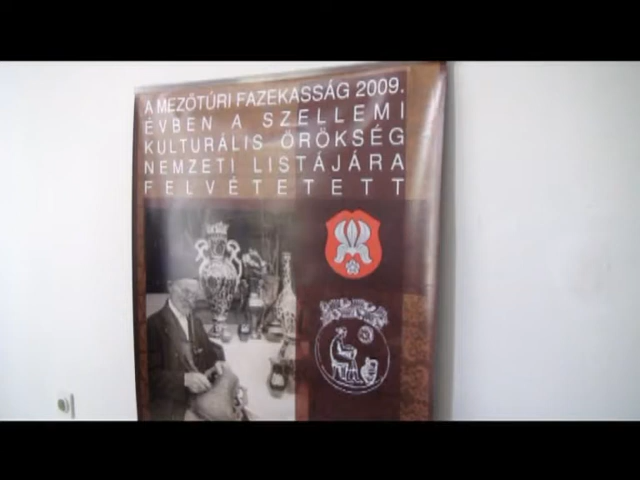 A MEZŐTÚRI FAZEKASSÁG 2009.
ÉVBEN A SZELLEMI
KULTURÁLIS ÖRÖKSÉG
NEMZETI LISTÁJÁRA
FELVÉTETETT